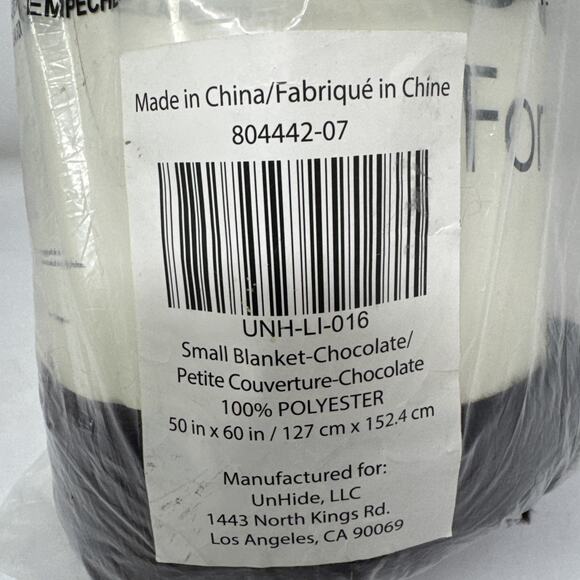 EMPECHE
For
Made in China/Fabriqué in Chine
804442-07
UNH-LI-016
Small Blanket-Chocolate/
Petite Couverture-Chocolate
100% POLYESTER
50 in x 60 in / 127 cm x 152.4 cm
Manufactured for:
UnHide, LLC
1443 North Kings Rd.
Los Angeles, CA 90069